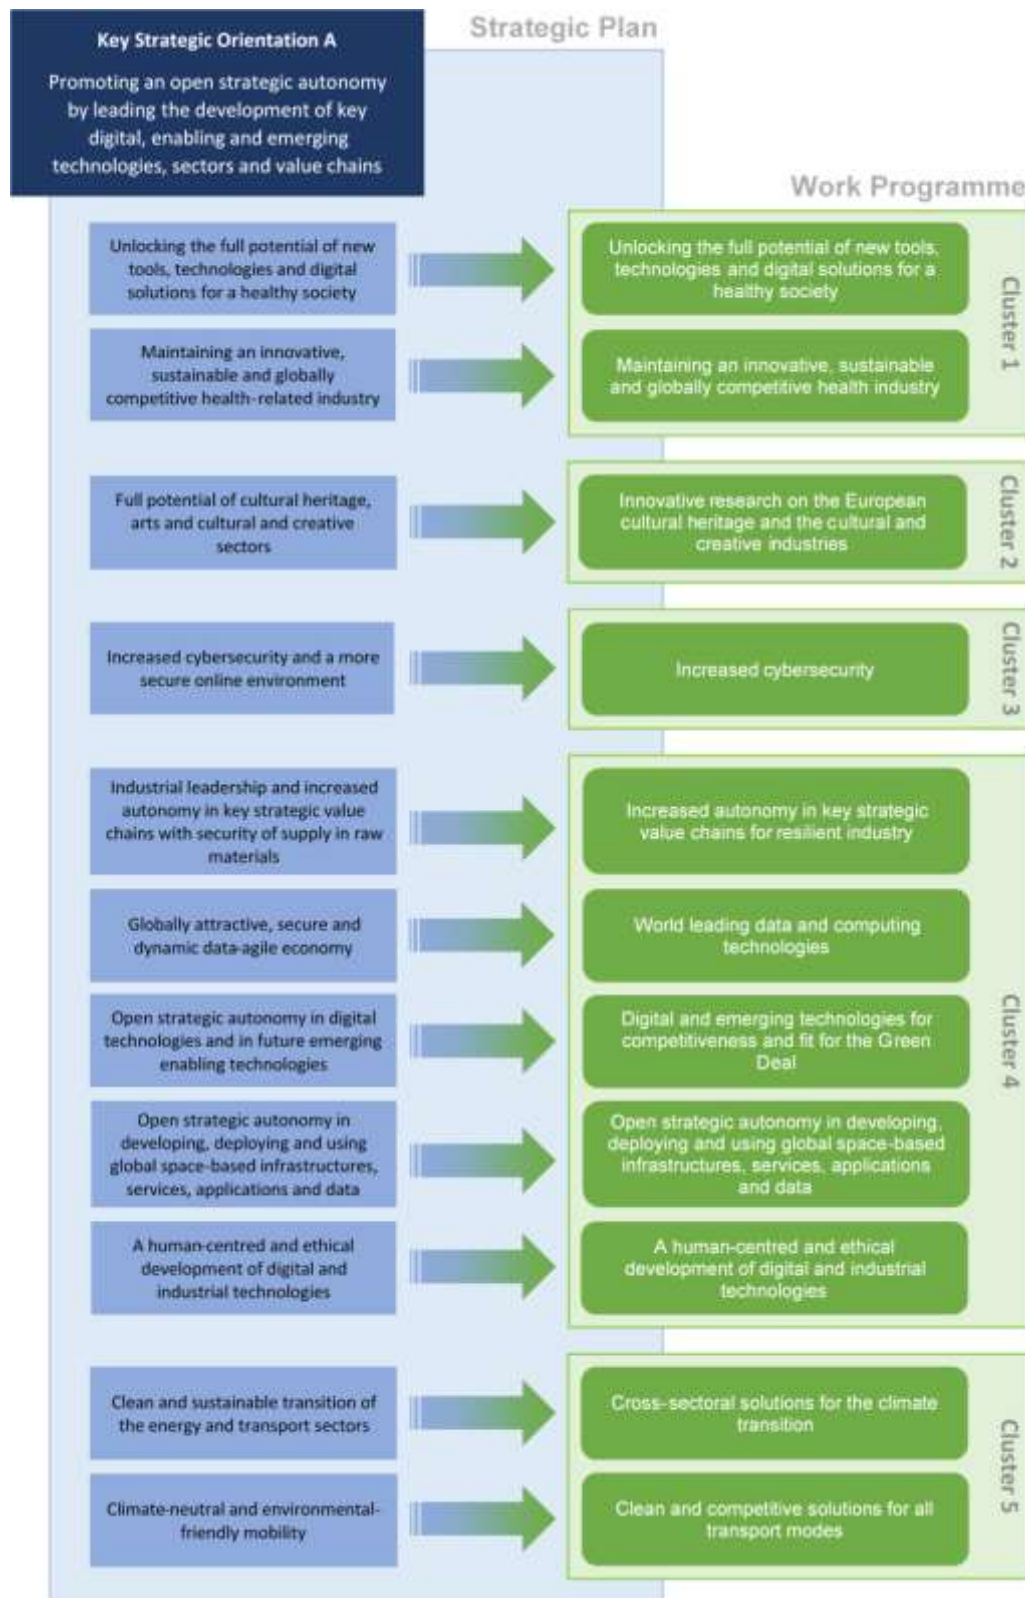 Strategic Plan
Key Strategic Orientation A
Promoting an open strategic autonomy
by leading the development of key
digital, enabling and emerging
technologies, sectors and value chains
Work Programme
Unlocking the full potential of new
tools, technologies and digital
solutions for a healthy society
Unlocking the full potential of new tools,
technologies and digital solutions for a
healthy society
Maintaining an innovative,
sustainable and globally
competitive health-related industry
Maintaining an innovative, sustainable
and globally competitive health industry
Cluster 1
Full potential of cultural heritage,
arts and cultural and creative
sectors
Innovative research on the European
cultural heritage and the cultural and
creative industries
Cluster 2
Increased cybersecurity and a more
secure online environment
Increased cybersecurity
Cluster 3
Industrial leadership and increased
autonomy in key strategic value
chains with security of supply in raw
materials
Increased autonomy in key strategic
value chains for resilient industry
Globally attractive, secure and
dynamic data-agile economy
World leading data and computing
technologies
Open strategic autonomy in digital
technologies and in future emerging
enabling technologies
Digital and emerging technologies for
competitiveness and fit for the Green
Deal
Open strategic autonomy in
developing, deploying and using
global space-based infrastructures,
services, applications and data
Open strategic autonomy in developing,
deploying and using global space-based
infrastructures, services, applications
and data
A human-centred and ethical
development of digital and
industrial technologies
A human-centred and ethical
development of digital and industrial
technologies
Cluster 4
Clean and sustainable transition of
the energy and transport sectors
Cross-sectoral solutions for the climate
transition
Climate-neutral and environmental-
friendly mobility
Clean and competitive solutions for all
transport modes
Cluster 5